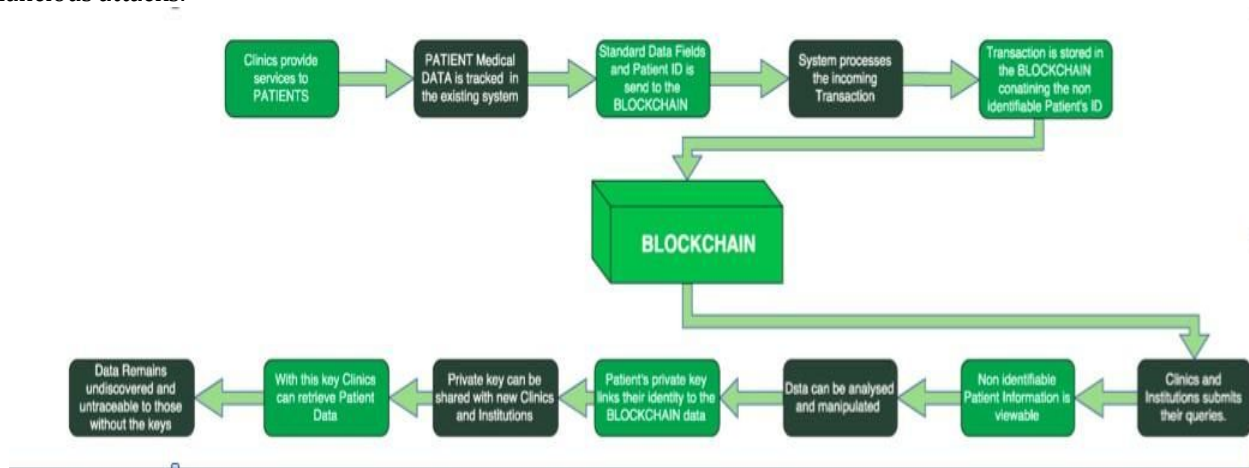 attacks.
Clinics provide
services to
PATIENTS
PATIENT Medical
DATA is tracked in
the existing system
Standard Data Fields
and Patient ID is
send to the
BLOCKCHAIN
System processes
the incoming
Transaction
Transaction is stored in
the BLOCKCHAIN
conatining the non
identifiable Patient's ID
BLOCKCHAIN
Clinics and
Institutions submits
their queries.
Non identifiable
Patient Information is
viewable
Dsta can be analysed
and manipulated
Patient's private key
links their identity to the
BLOCKCHAIN data
Private key can be
shared with new Clinics
and Institutions
With this key Clinics
can retrieve Patient
Data
Data Remains
undiscovered and
untraceable to those
without the keys